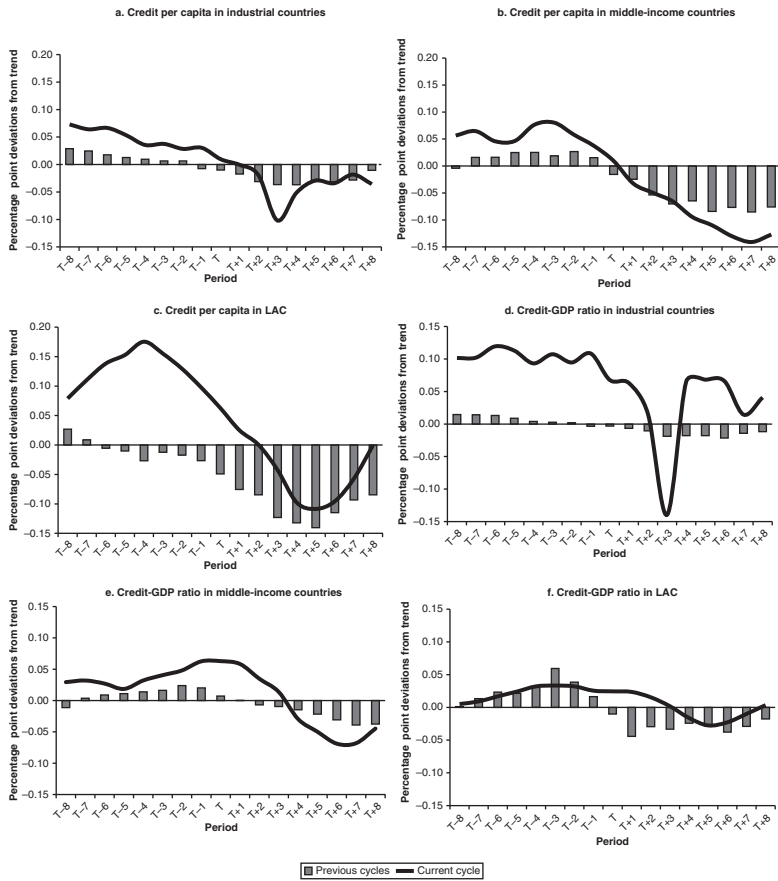 a. Credit per capita in industrial countries
Percentage point deviations from trend
0.20
0.15
0.10
0.05
0.00
−0.05
−0.10
−0.15
T−8 T−7 T−6 T−5 T−4 T−3 T−2 T−1 T T+1 T+2 T+3 T+4 T+5 T+6 T+7 T+8
Period
b. Credit per capita in middle-income countries
Percentage point deviations from trend
0.20
0.15
0.10
0.05
0.00
−0.05
−0.10
−0.15
T−8 T−7 T−6 T−5 T−4 T−3 T−2 T−1 T T+1 T+2 T+3 T+4 T+5 T+6 T+7 T+8
Period
c. Credit per capita in LAC
Percentage point deviations from trend
0.20
0.15
0.10
0.05
0.00
−0.05
−0.10
−0.15
T−8 T−7 T−6 T−5 T−4 T−3 T−2 T−1 T T+1 T+2 T+3 T+4 T+5 T+6 T+7 T+8
Period
d. Credit-GDP ratio in industrial countries
Percentage point deviations from trend
0.15
0.10
0.05
0.00
−0.05
−0.10
−0.15
T−8 T−7 T−6 T−5 T−4 T−3 T−2 T−1 T T+1 T+2 T+3 T+4 T+5 T+6 T+7 T+8
Period
e. Credit-GDP ratio in middle-income countries
Percentage point deviations from trend
0.15
0.10
0.05
0.00
−0.05
−0.10
−0.15
T−8 T−7 T−6 T−5 T−4 T−3 T−2 T−1 T T+1 T+2 T+3 T+4 T+5 T+6 T+7 T+8
Period
f. Credit-GDP ratio in LAC
Percentage point deviations from trend
0.15
0.10
0.05
0.00
−0.05
−0.10
−0.15
T−8 T−7 T−6 T−5 T−4 T−3 T−2 T−1 T T+1 T+2 T+3 T+4 T+5 T+6 T+7 T+8
Period
Previous cycles Current cycle